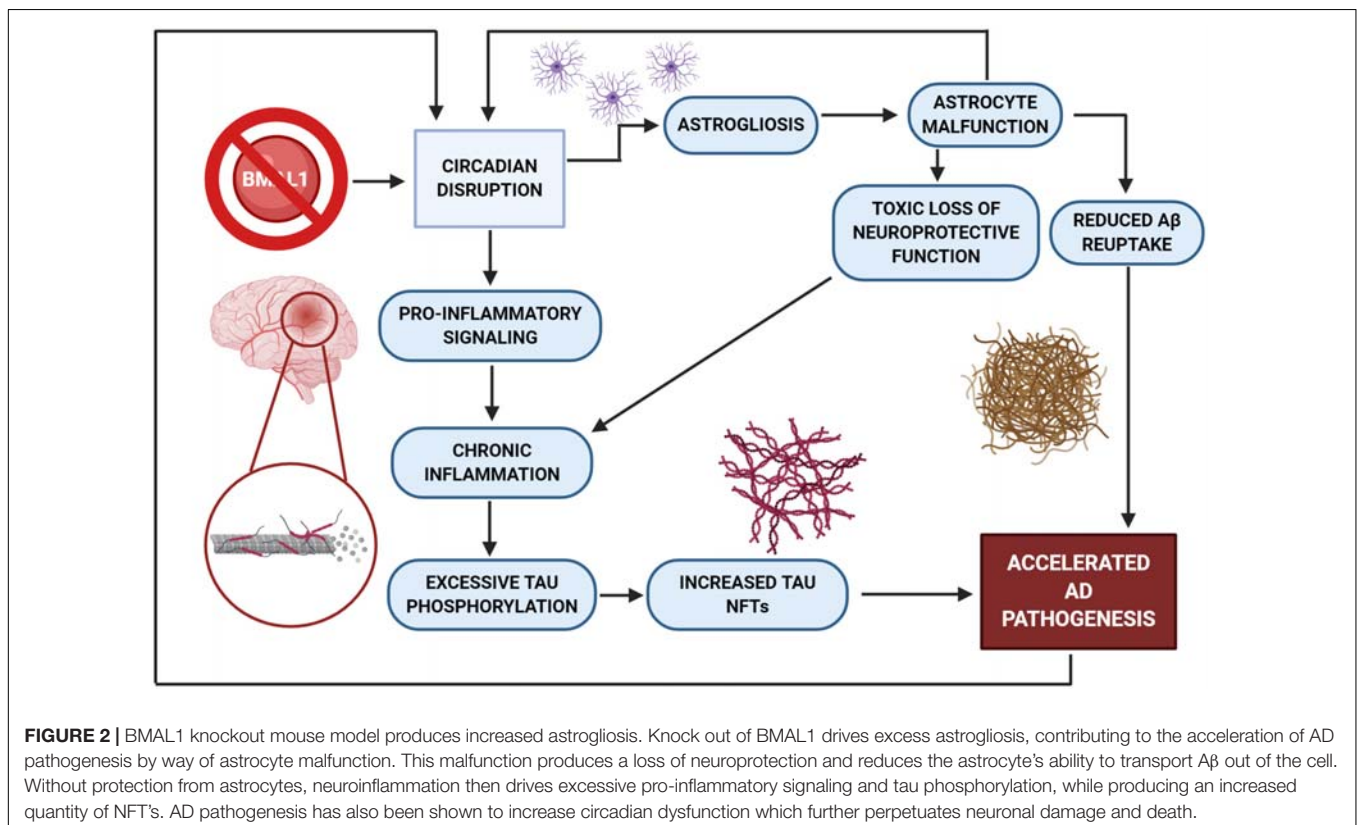 BMAL1
CIRCADIAN
DISRUPTION
ASTROGLIOSIS
ASTROCYTE
MALFUNCTION
TOXIC LOSS OF
NEUROPROTECTIVE
FUNCTION
REDUCED Aβ
REUPTAKE
PRO-INFLAMMATORY
SIGNALING
CHRONIC
INFLAMMATION
EXCESSIVE TAU
PHOSPHORYLATION
INCREASED TAU
NFTs
ACCELERATED
AD
PATHOGENESIS
FIGURE 2 | BMAL1 knockout mouse model produces increased astrogliosis. Knock out of BMAL1 drives excess astrogliosis, contributing to the acceleration of AD
pathogenesis by way of astrocyte malfunction. This malfunction produces a loss of neuroprotection and reduces the astrocyte's ability to transport Aβ out of the cell.
Without protection from astrocytes, neuroinflammation then drives excessive pro-inflammatory signaling and tau phosphorylation, while producing an increased
quantity of NFT's. AD pathogenesis has also been shown to increase circadian dysfunction which further perpetuates neuronal damage and death.